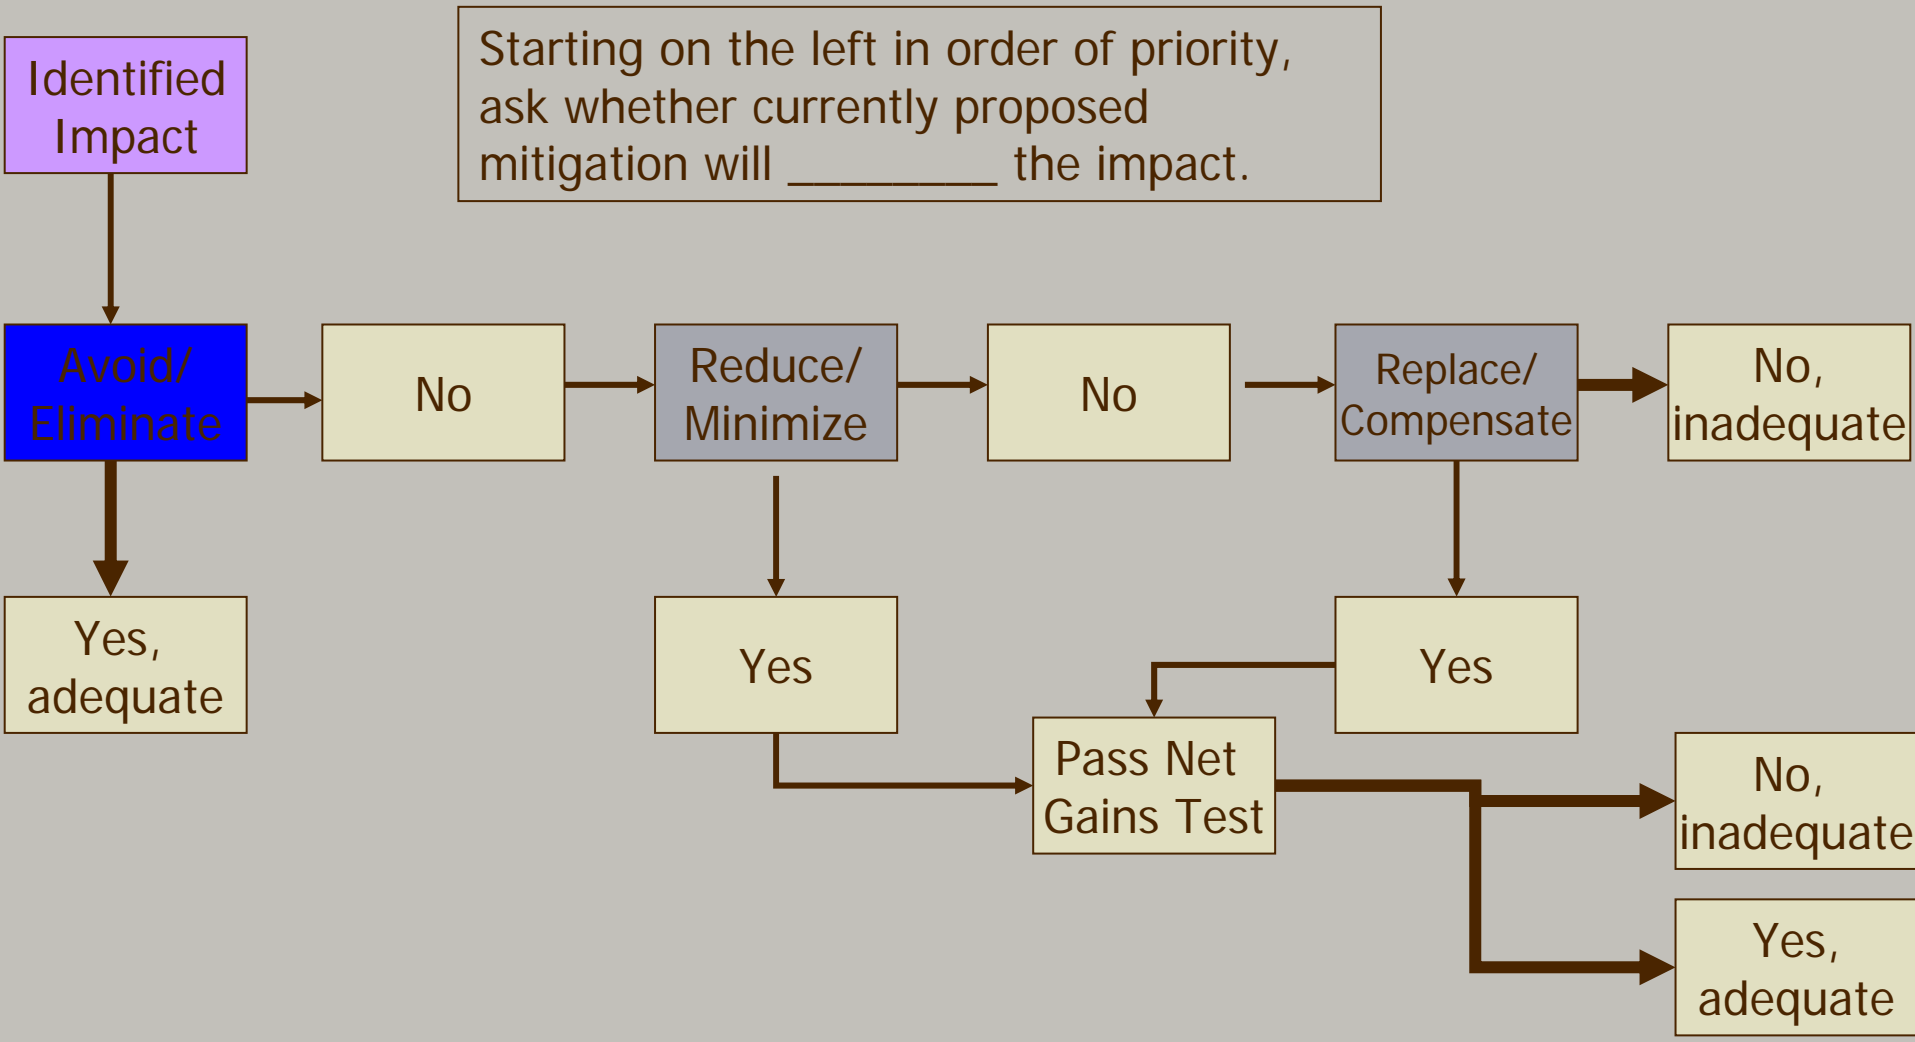 Identified
Impact
Starting on the left in order of priority,
ask whether currently proposed
mitigation will ________ the impact.
Avoid/
Eliminate
No
Reduce/
Minimize
No
Replace/
Compensate
No,
inadequate
Yes,
adequate
Yes
Yes
Pass Net
Gains Test
No,
inadequate
Yes,
adequate